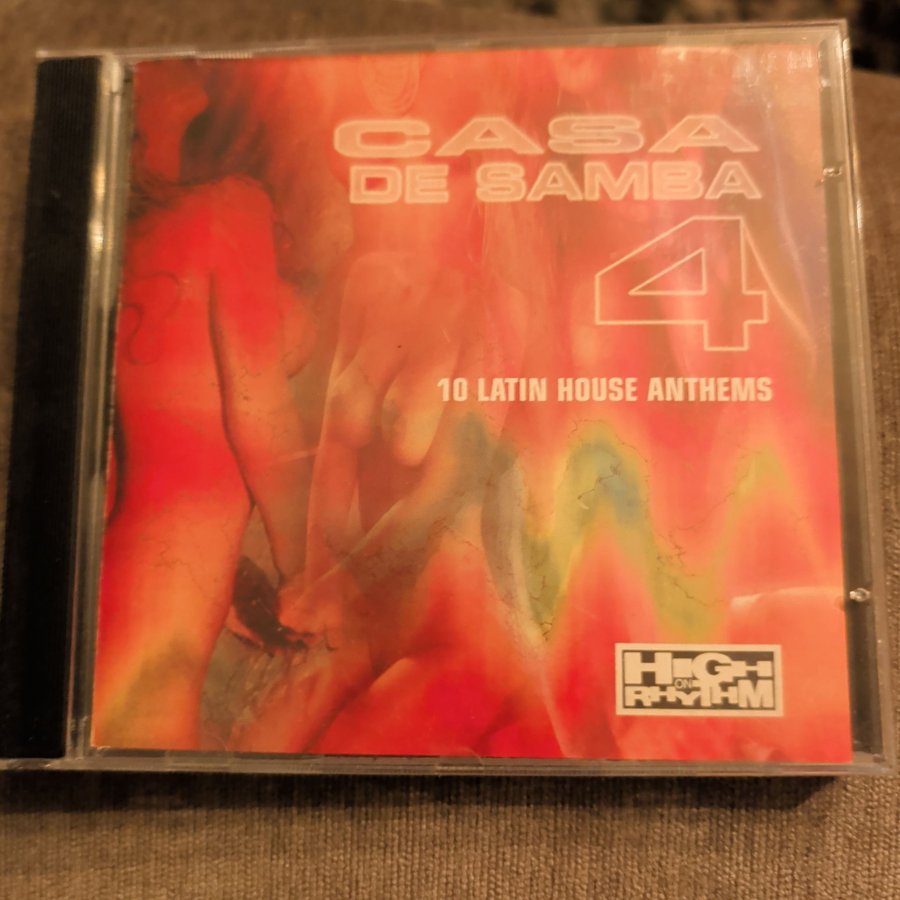 CASA
DE SAMBA
4
10 LATIN HOUSE ANTHEMS
HIGH
ON
RHYTHM